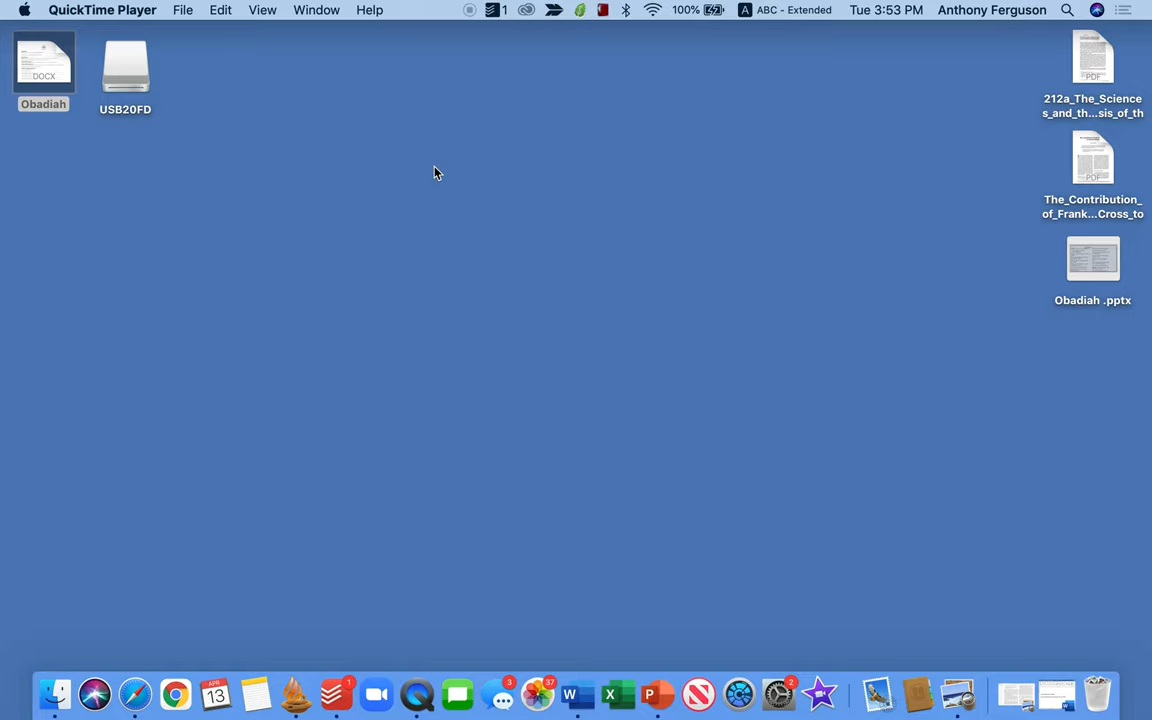 QuickTime Player File Edit View Window Help 1 100% A ABC - Extended Tue 3:53 PM Anthony Ferguson
DOCX
Obadiah
USB20FD
PDF
212a_The_Science
s_and_th...sis_of_th
PDF
The_Contribution_
of_Frank...Cross_to
Obadiah .pptx
APR
13
1
3
37
W
X
P
2